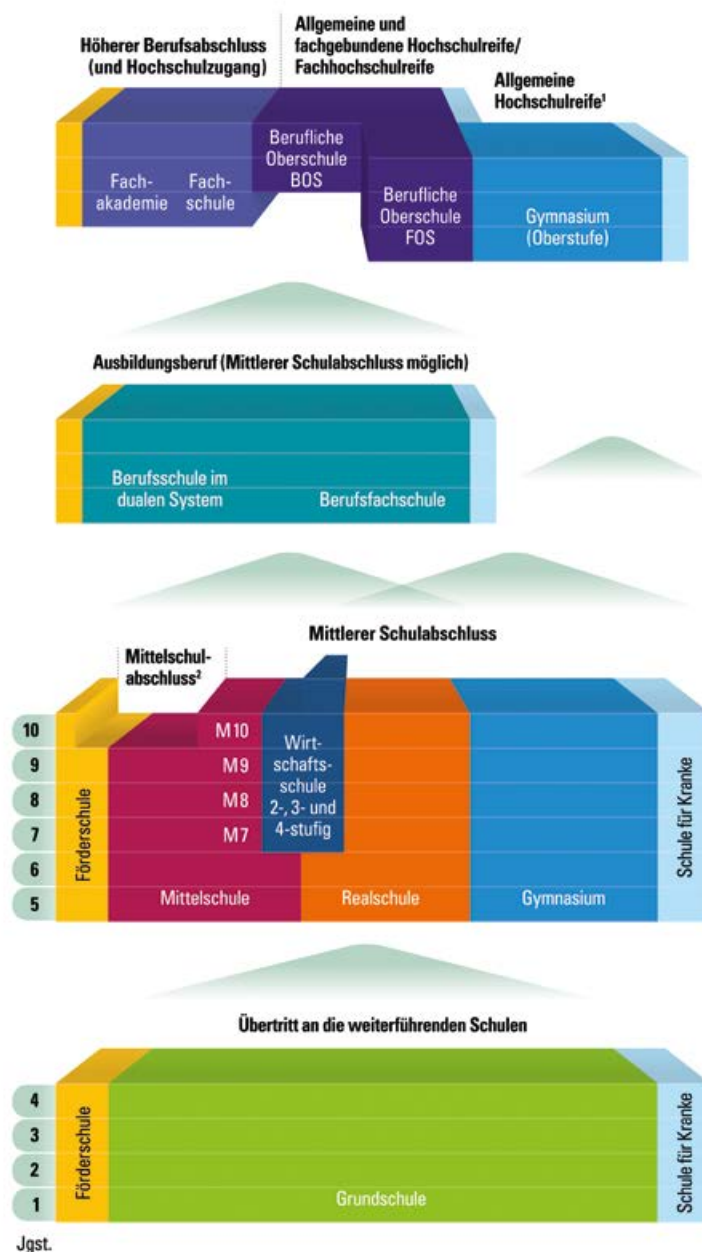 Höherer Berufsabschluss
(und Hochschulzugang)
Allgemeine und
fachgebundene Hochschulreife/
Fachhochschulreife
Allgemeine
Hochschulreife¹
Fach-
akademie
Fach-
schule
Berufliche
Oberschule
BOS
Berufliche
Oberschule
FOS
Gymnasium
(Oberstufe)
Ausbildungsberuf (Mittlerer Schulabschluss möglich)
Berufsschule im
dualen System
Berufsfachschule
Mittlerer Schulabschluss
Mittelschul-
abschluss²
10
9
8
7
6
5
Förderschule
M10
M9
M8
M7
Mittelschule
Wirt-
schafts-
schule
2-, 3- und
4-stufig
Realschule
Gymnasium
Schule für Kranke
Übertritt an die weiterführenden Schulen
4
3
2
1
Förderschule
Grundschule
Schule für Kranke
Jgst.